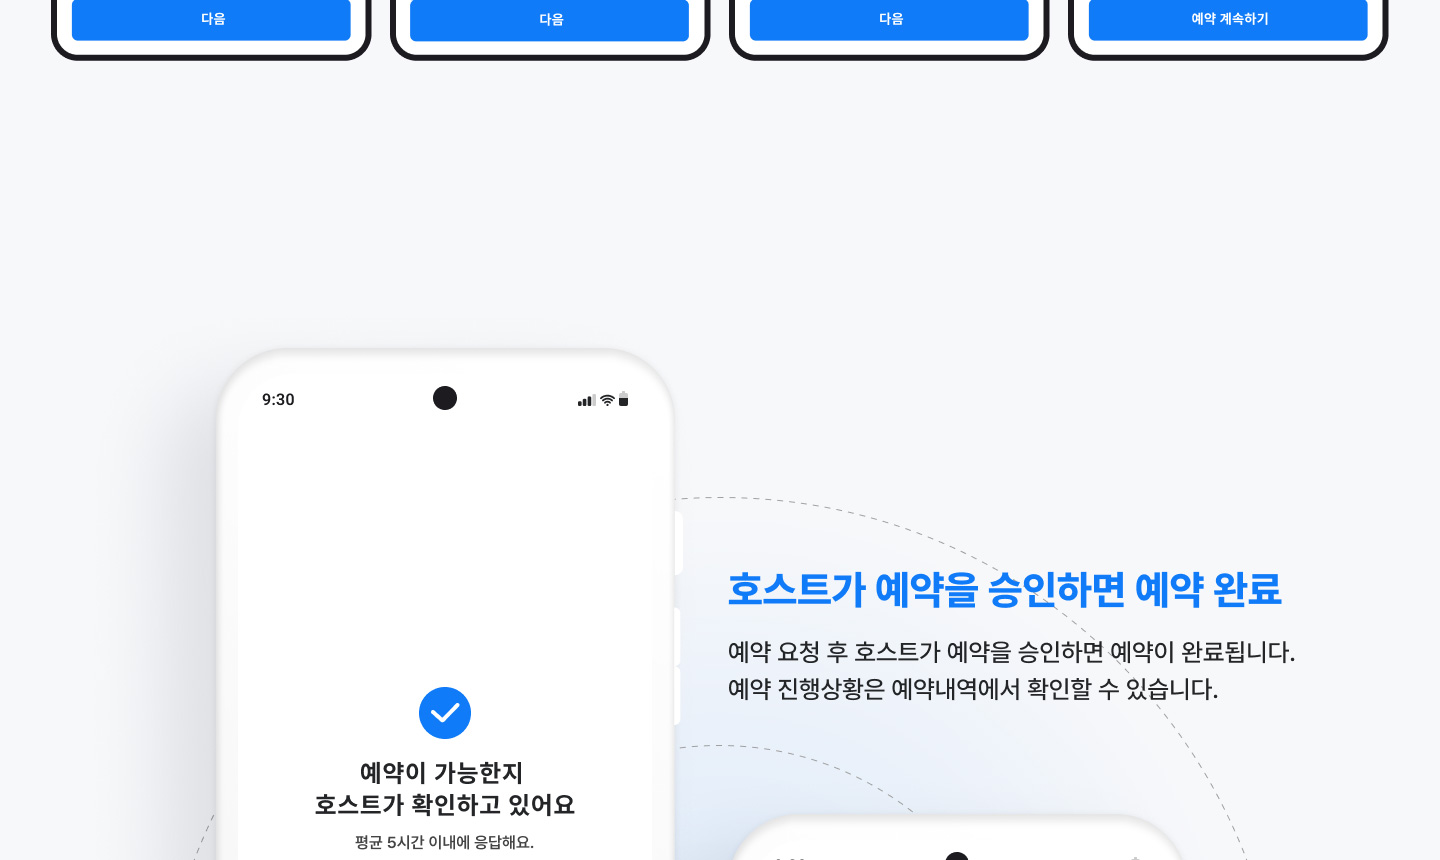 다음
다음
다음
예약 계속하기
9:30
호스트가 예약을 승인하면 예약 완료
예약 요청 후 호스트가 예약을 승인하면 예약이 완료됩니다.
예약 진행상황은 예약내역에서 확인할 수 있습니다.
예약이 가능한지
호스트가 확인하고 있어요
평균 5시간 이내에 응답해요.